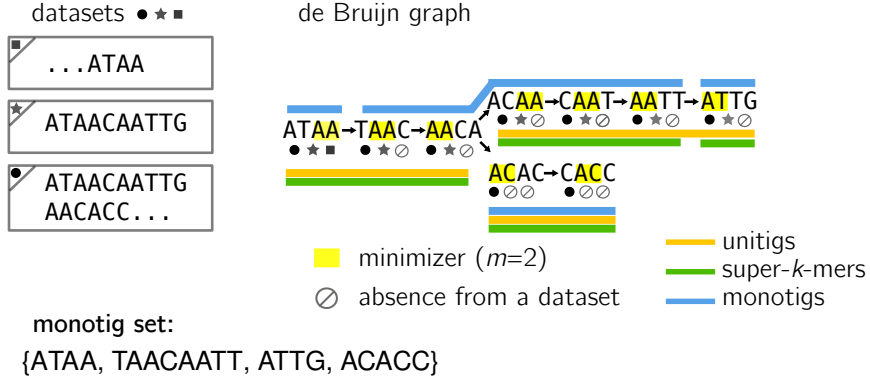 datasets
de Bruijn graph
...ATAA
ATAACAATTG
ATAACAATTG
AACACC...
ACAA CAAT AATT ATTG
ATAA TAAC AACA
ACAC CACC
minimizer (m=2)
absence from a dataset
unitigs
super-k-mers
monotigs
monotig set:
{ATAA, TAACAATT, ATTG, ACACC}